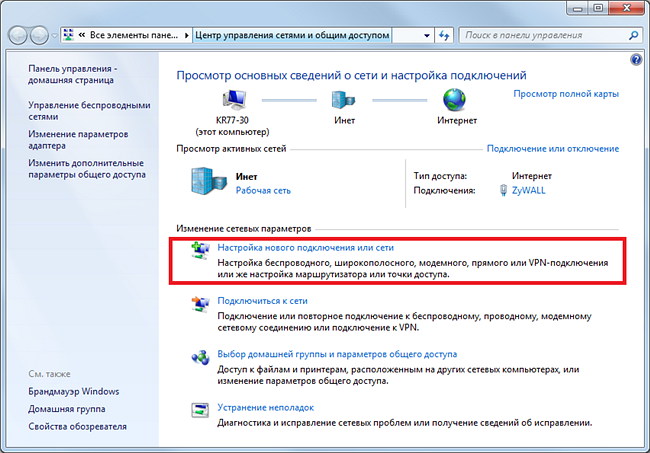 Все элементы пане...
Центр управления сетями и общим доступом
Поиск в панели управления
Панель управления -
домашняя страница
Управление беспроводными
сетями
Изменение параметров
адаптера
Изменить дополнительные
параметры общего доступа
См. также
Брандмауэр Windows
Домашняя группа
Свойства обозревателя
Просмотр основных сведений о сети и настройка подключений
Просмотр полной карты
KR77-30
(этот компьютер)
Инет
Интернет
Просмотр активных сетей
Подключение или отключение
Инет
Рабочая сеть
Тип доступа: Интернет
Подключения: ZyWALL
Изменение сетевых параметров
Настройка нового подключения или сети
Настройка беспроводного, широкополосного, модемного, прямого или VPN-подключения
или же настройка маршрутизатора или точки доступа.
Подключиться к сети
Подключение или повторное подключение к беспроводному, проводному, модемному
сетевому соединению или подключение к VPN.
Выбор домашней группы и параметров общего доступа
Доступ к файлам и принтерам, расположенным на других сетевых компьютерах, или
изменение параметров общего доступа.
Устранение неполадок
Диагностика и исправление сетевых проблем или получение сведений об исправлении.